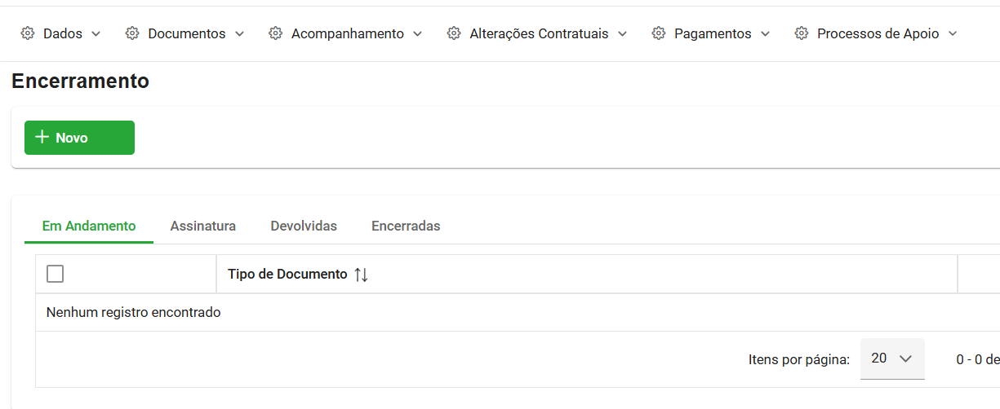 Dados Documentos Acompanhamento Alterações Contratuais Pagamentos Processos de Apoio
Encerramento
Novo
Em Andamento Assinatura Devolvidas Encerradas
Tipo de Documento
Nenhum registro encontrado
Itens por página: 20 0 - 0 de